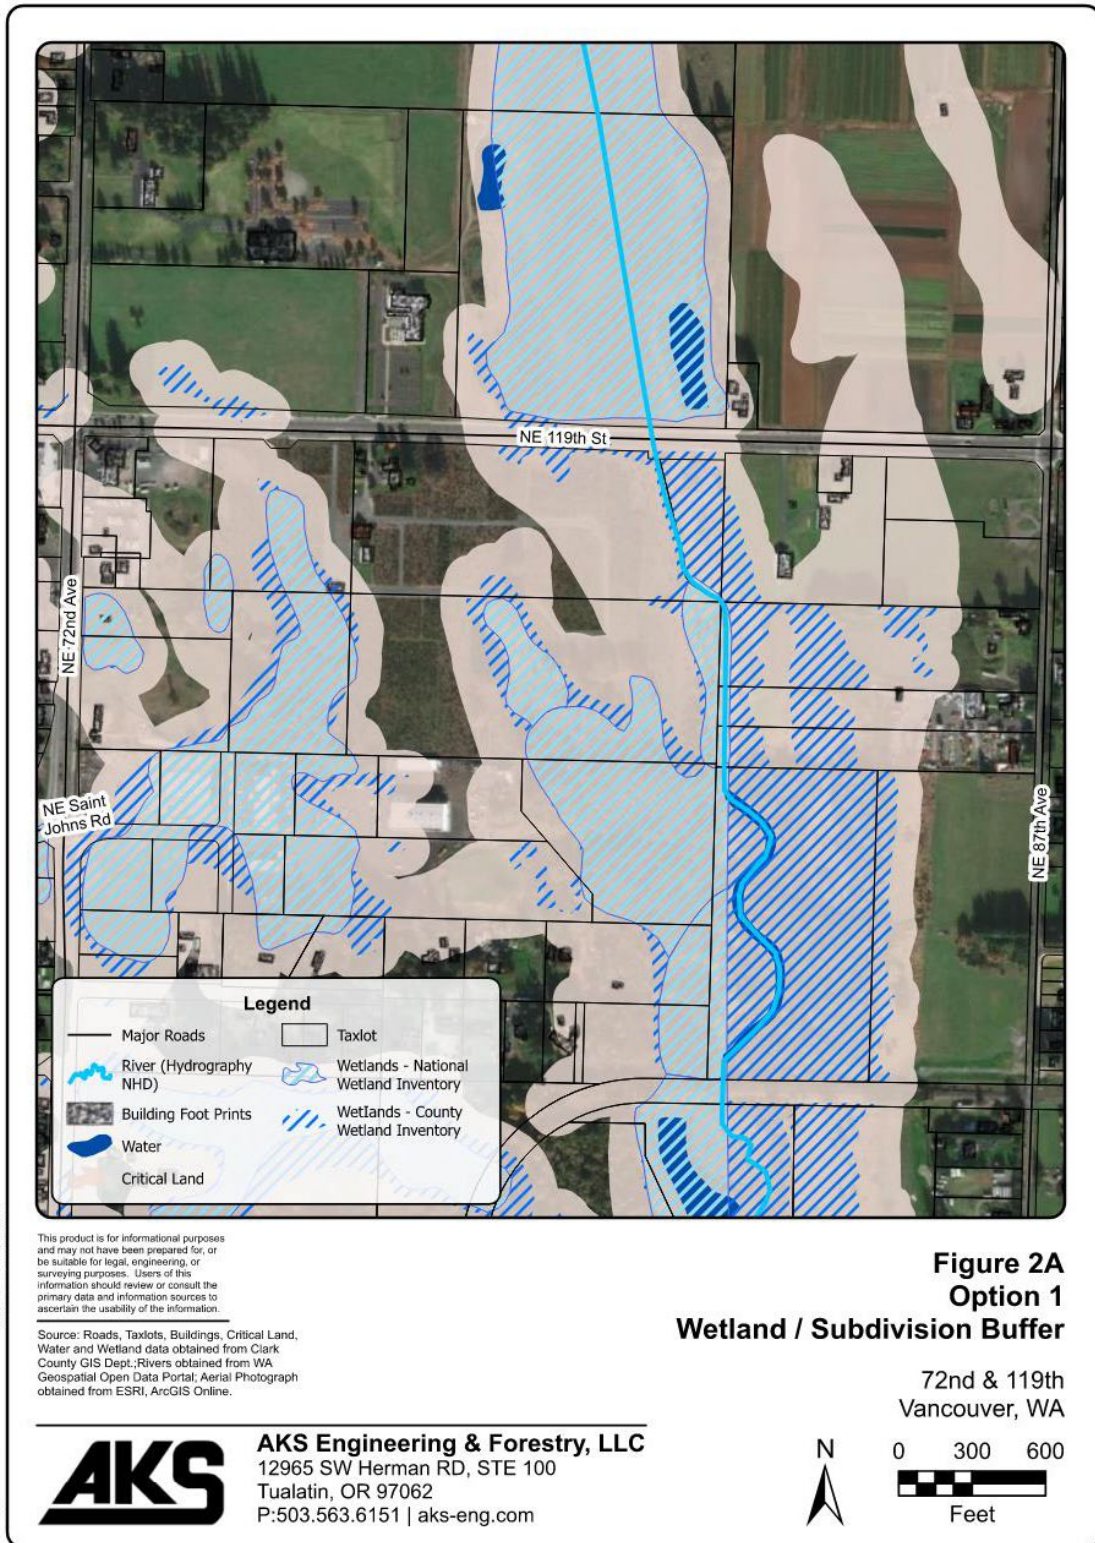 NE 119th St
NE 72nd Ave
NE Saint
Johns Rd
NE 87th Ave
Legend
Major Roads
River (Hydrography
NHD)
Building Foot Prints
Water
Critical Land
Taxlot
Wetlands - National
Wetland Inventory
Wetlands - County
Wetland Inventory
This product is for informational purposes
and may not have been prepared for, or
be suitable for legal, engineering, or
surveying purposes. Users of this
information should review or consult the
primary data and information sources to
ascertain the usability of the information.
Source: Roads, Taxlots, Buildings, Critical Land,
Water and Wetland data obtained from Clark
County GIS Dept.;Rivers obtained from WA
Geospatial Open Data Portal; Aerial Photograph
obtained from ESRI, ArcGIS Online.
Figure 2A
Option 1
Wetland / Subdivision Buffer
72nd & 119th
Vancouver, WA
AKS
AKS Engineering & Forestry, LLC
12965 SW Herman RD, STE 100
Tualatin, OR 97062
P:503.563.6151 | aks-eng.com
N
0 300 600
Feet